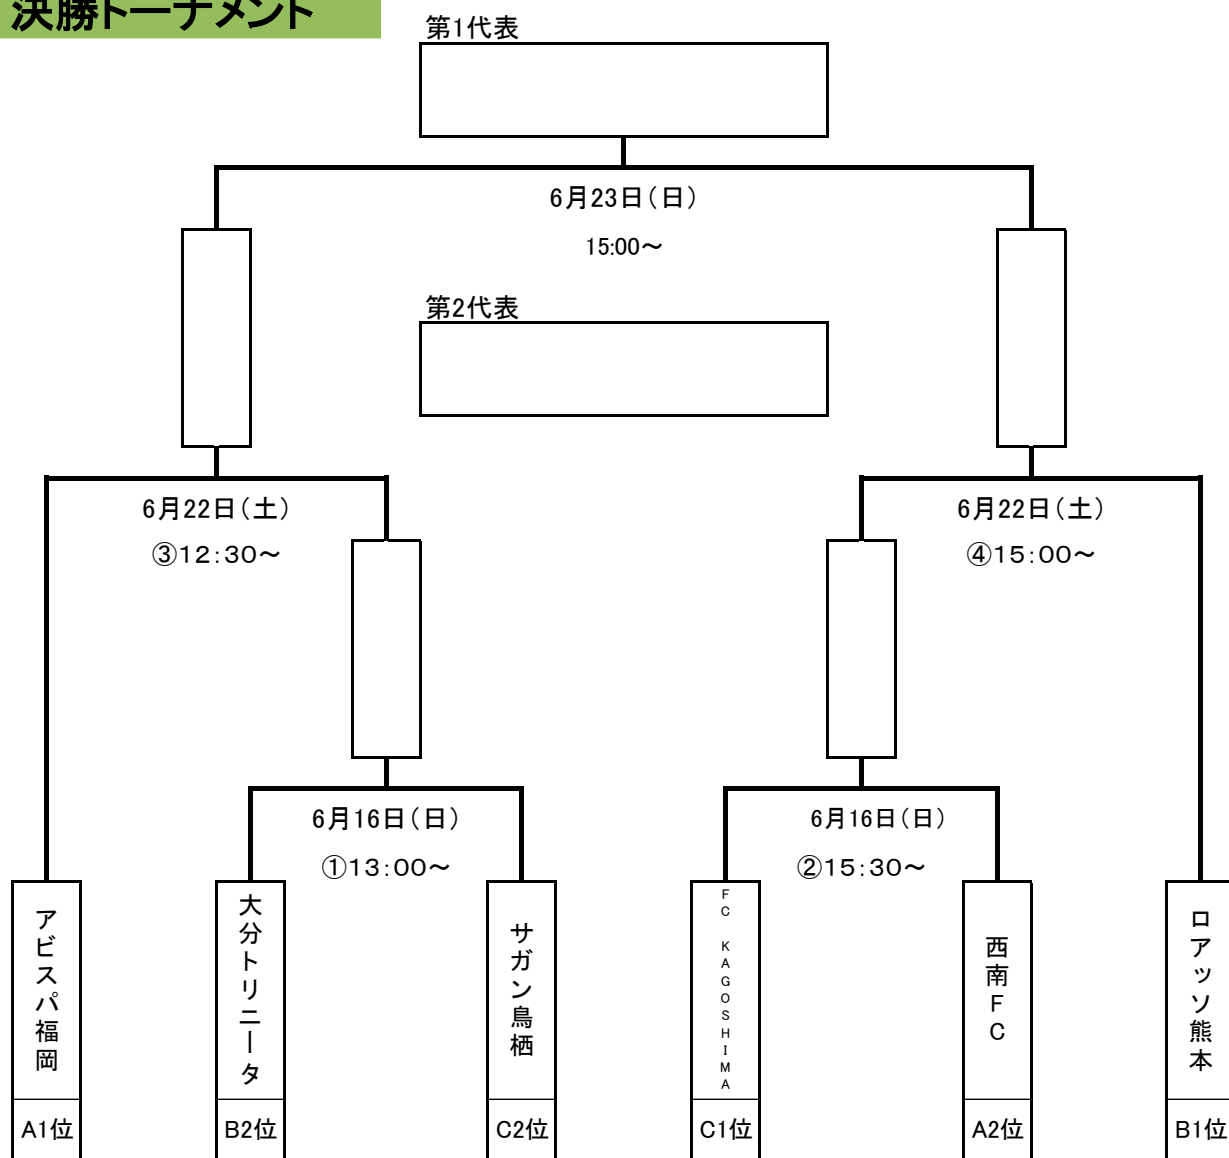 決勝トーナメント
第1代表
6月23日(日)
15:00～
第2代表
6月22日(土)
③12:30～
6月22日(土)
④15:00～
6月16日(日)
①13:00～
6月16日(日)
②15:30～
アビスパ福岡
大分トリニータ
サガン鳥栖
FC KAGOSHIMA
西南FC
ロアッソ熊本
A1位
B2位
C2位
C1位
A2位
B1位